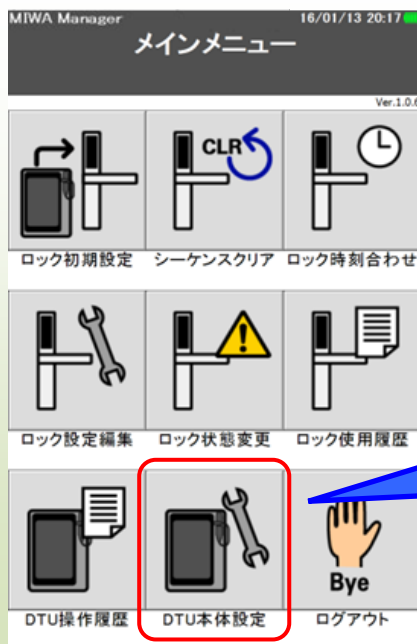 MIWA Manager 16/01/13 20:17
メインメニュー
Ver.1.0.6
CLR
ロック初期設定 シーケンスクリア ロック時刻合わせ
ロック設定編集 ロック状態変更 ロック使用履歴
Bye
DTU操作履歴 DTU本体設定 ログアウト